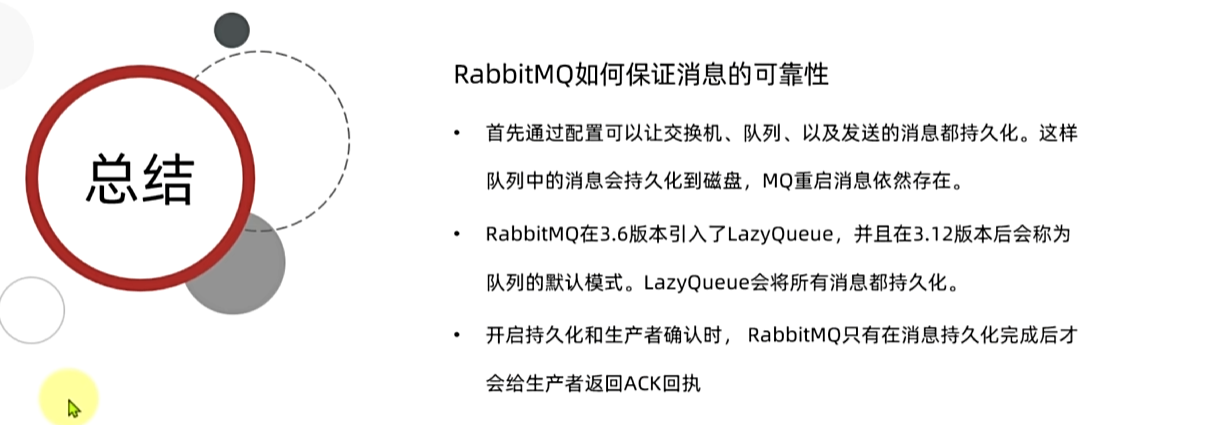 总结
RabbitMQ如何保证消息的可靠性
• 首先通过配置可以让交换机、队列、以及发送的消息都持久化。这样
队列中的消息会持久化到磁盘，MQ重启消息依然存在。
• RabbitMQ在3.6版本引入了LazyQueue，并且在3.12版本后会称为
队列的默认模式。LazyQueue会将所有消息都持久化。
• 开启持久化和生产者确认时， RabbitMQ只有在消息持久化完成后才
会给生产者返回ACK回执